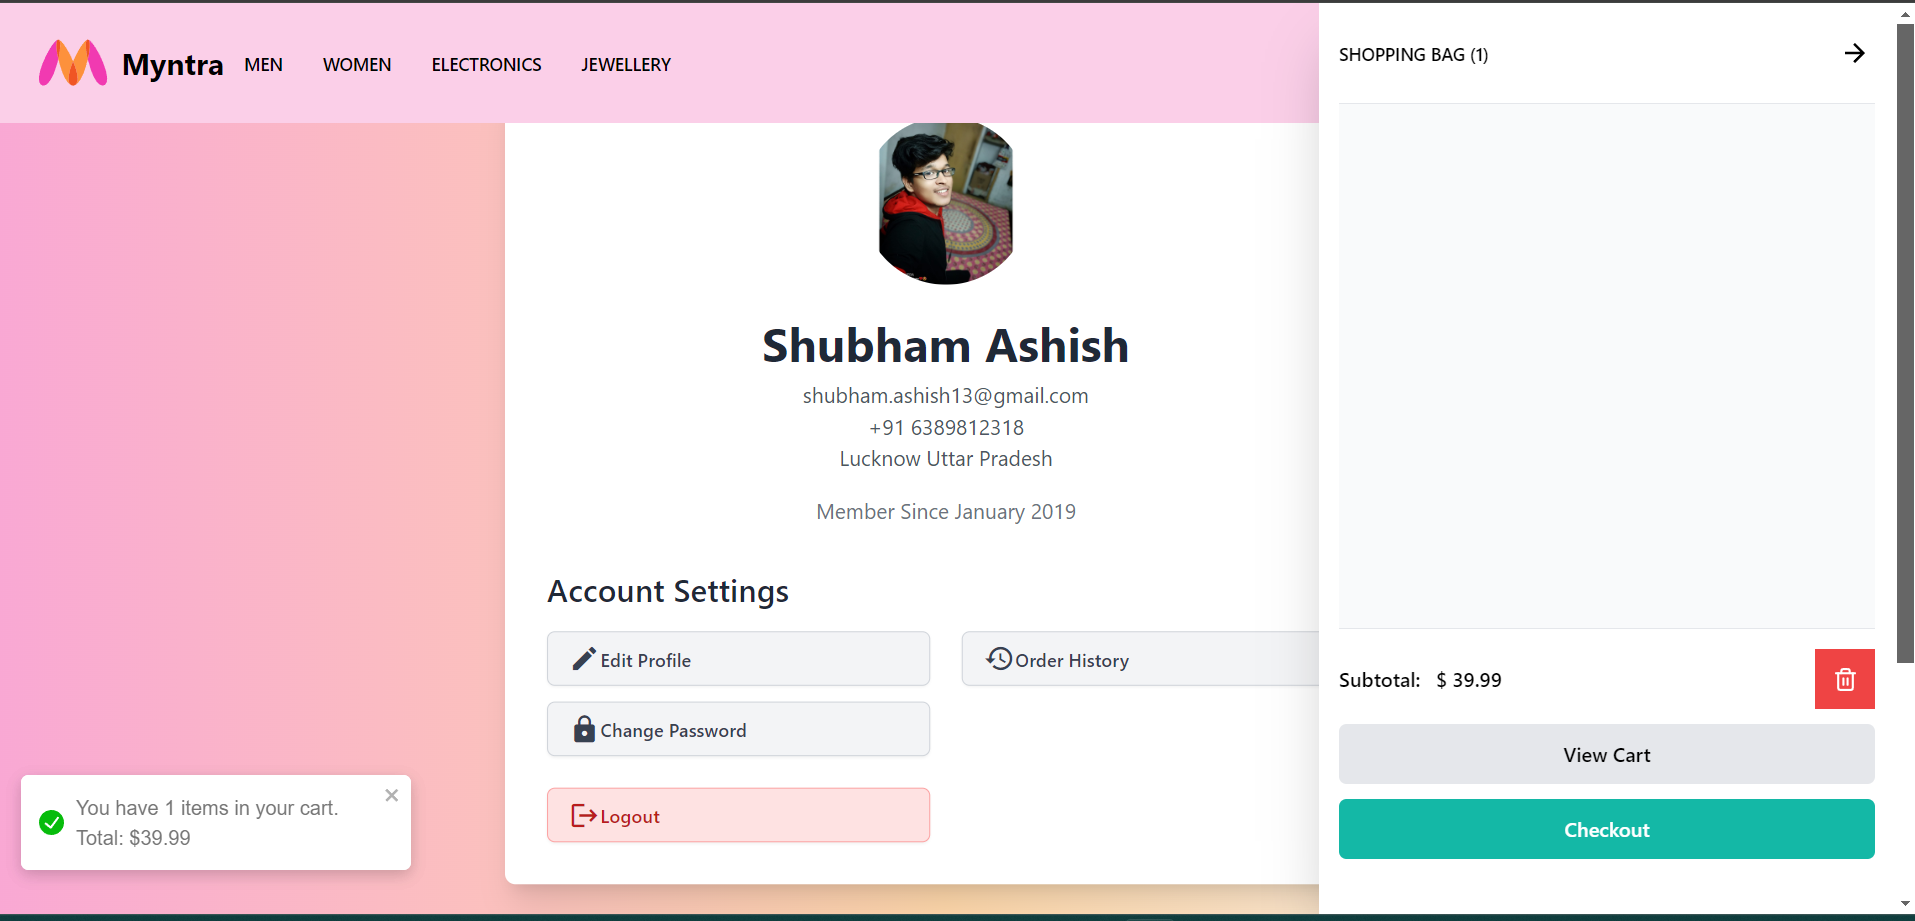 Myntra
MEN
WOMEN
ELECTRONICS
JEWELLERY
SHOPPING BAG (1)
Shubham Ashish
shubham.ashish13@gmail.com
+91 6389812318
Lucknow Uttar Pradesh
Member Since January 2019
Account Settings
Edit Profile
Order History
Change Password
Logout
You have 1 items in your cart.
Total: $39.99
Subtotal: $ 39.99
View Cart
Checkout